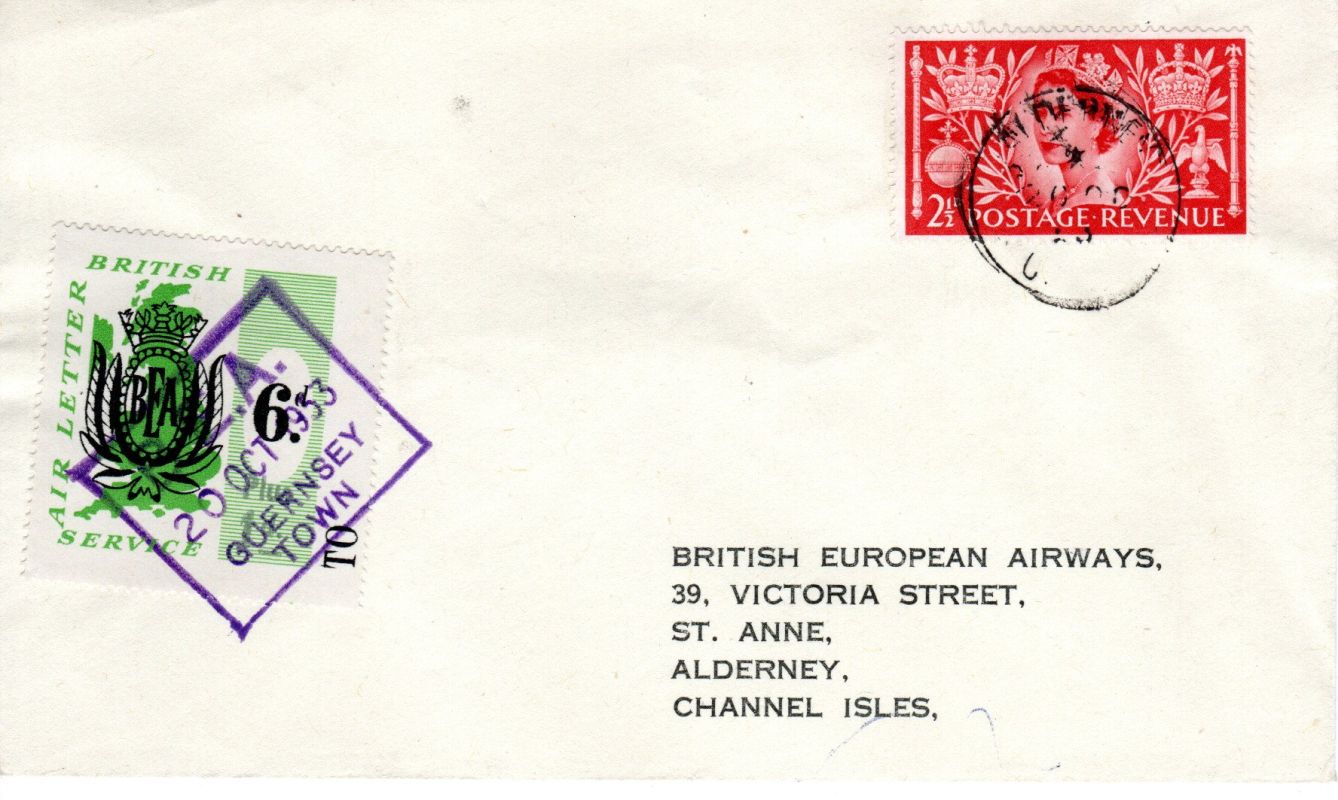 2½ POSTAGE·REVENUE
BRITISH
AIR LETTER
SERVICE
BEA
6d.
TO
20 OCT 1953
GUERNSEY
TOWN
BRITISH EUROPEAN AIRWAYS,
39, VICTORIA STREET,
ST. ANNE,
ALDERNEY,
CHANNEL ISLES,